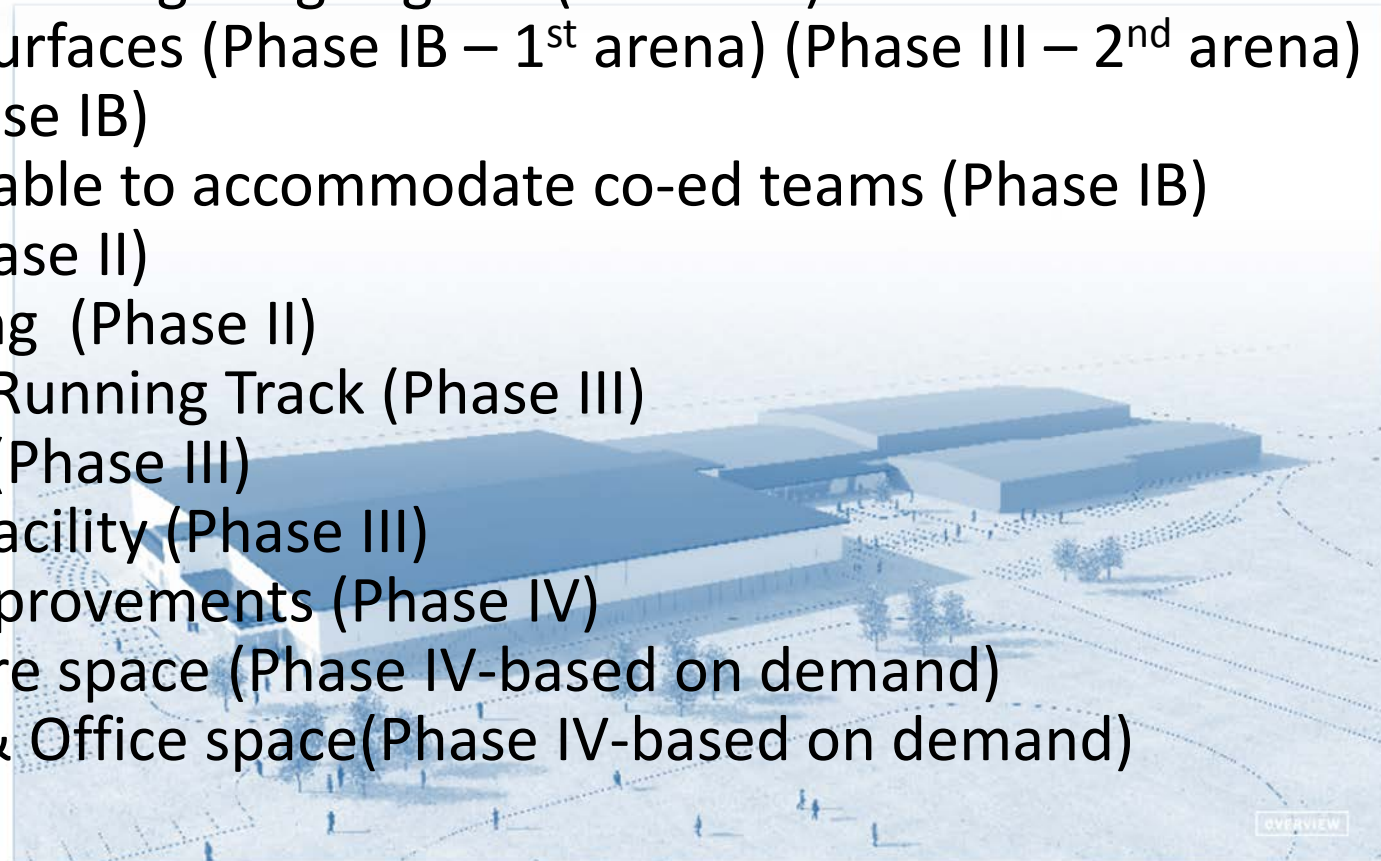 urfaces (Phase IB – 1st arena) (Phase III – 2nd arena)
se IB)
able to accommodate co-ed teams (Phase IB)
ase II)
ng  (Phase II)
Running Track (Phase III)
(Phase III)
acility (Phase III)
provements (Phase IV)
re space (Phase IV-based on demand)
& Office space(Phase IV-based on demand)
OVERVIEW